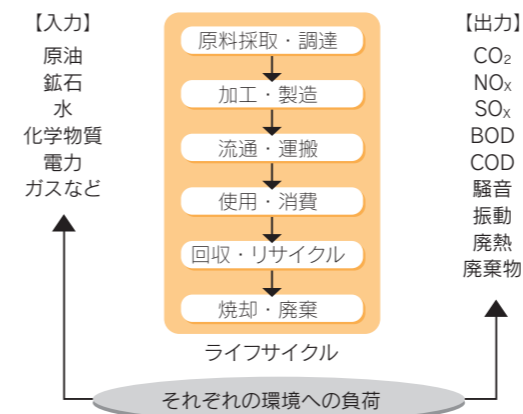 【入力】
原油
鉱石
水
化学物質
電力
ガスなど
原料採取・調達
加工・製造
流通・運搬
使用・消費
回収・リサイクル
焼却・廃棄
ライフサイクル
【出力】
CO₂
NOx
SOx
BOD
COD
騒音
振動
廃熱
廃棄物
それぞれの環境への負荷